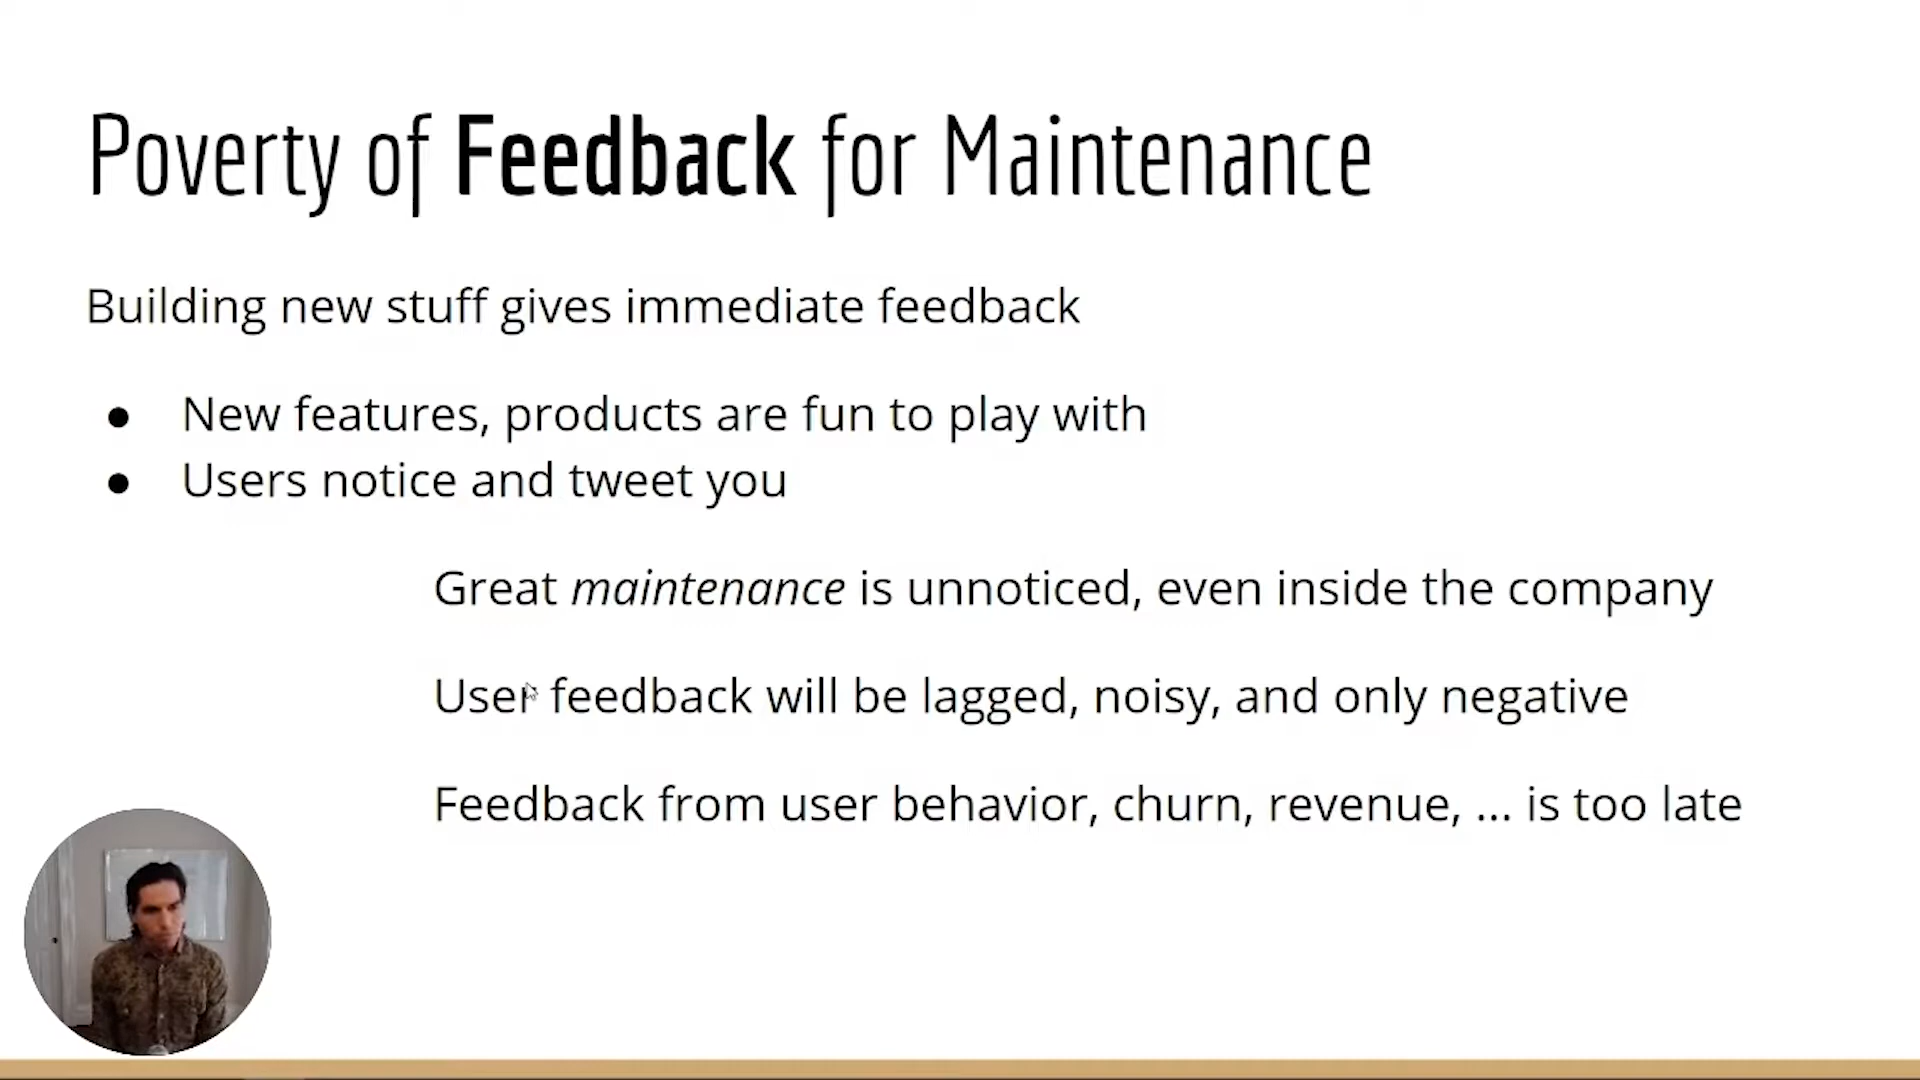 Poverty of Feedback for Maintenance
Building new stuff gives immediate feedback
● New features, products are fun to play with
● Users notice and tweet you
Great maintenance is unnoticed, even inside the company
User feedback will be lagged, noisy, and only negative
Feedback from user behavior, churn, revenue, ... is too late